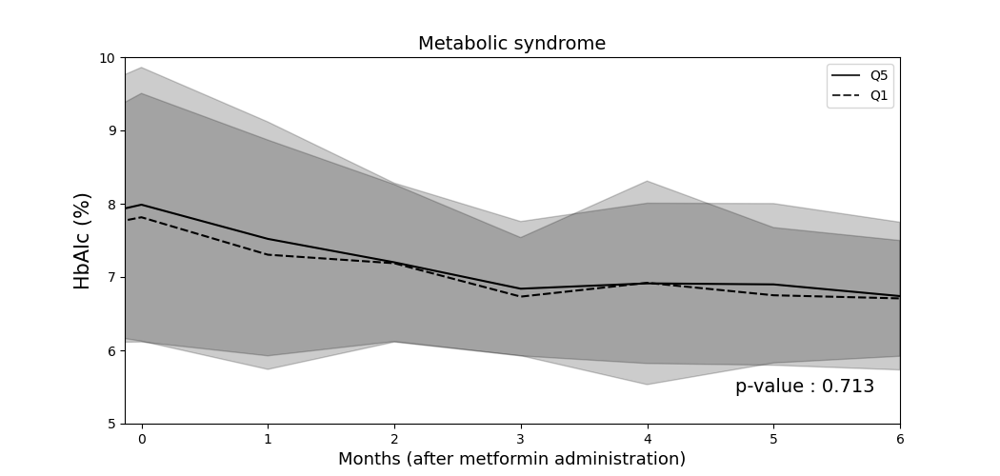 Metabolic syndrome
10
9
8
7
6
5
HbAlc (%)
Q5
Q1
p-value : 0.713
0 1 2 3 4 5 6
Months (after metformin administration)